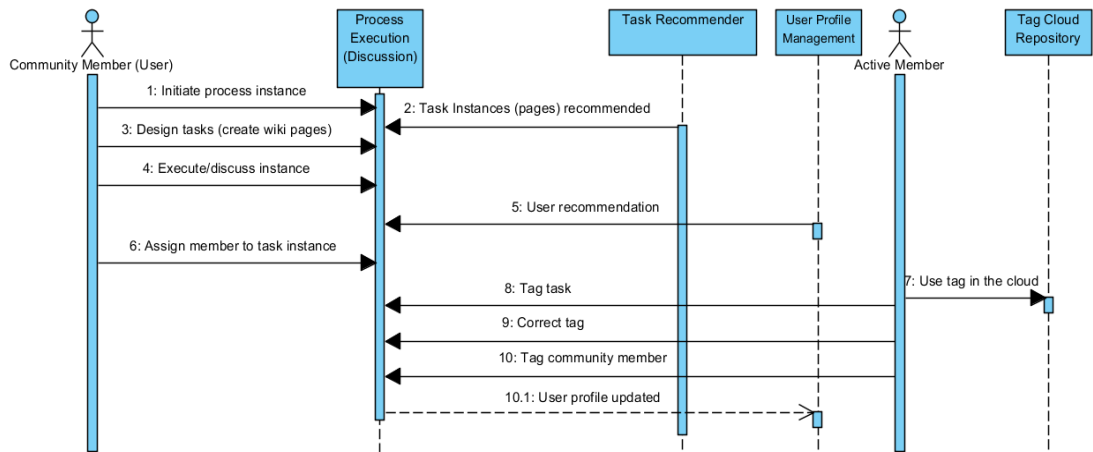 Process
Execution
(Discussion)
Task Recommender
User Profile
Management
Tag Cloud
Repository
Community Member (User)
Active Member
1: Initiate process instance
2: Task Instances (pages) recommended
3: Design tasks (create wiki pages)
4: Execute/discuss instance
5: User recommendation
6: Assign member to task instance
7: Use tag in the cloud
8: Tag task
9: Correct tag
10: Tag community member
10.1: User profile updated